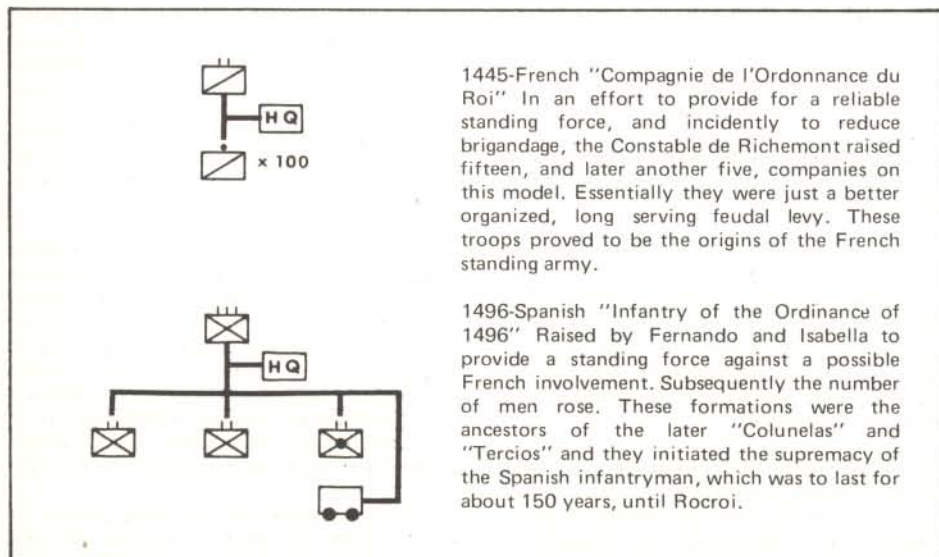 H Q
x 100
1445-French "Compagnie de l'Ordonnance du
Roi" In an effort to provide for a reliable
standing force, and incidently to reduce
brigandage, the Constable de Richemont raised
fifteen, and later another five, companies on
this model. Essentially they were just a better
organized, long serving feudal levy. These
troops proved to be the origins of the French
standing army.
H Q
1496-Spanish "Infantry of the Ordinance of
1496" Raised by Fernando and Isabella to
provide a standing force against a possible
French involvement. Subsequently the number
of men rose. These formations were the
ancestors of the later "Colunelas" and
"Tercios" and they initiated the supremacy of
the Spanish infantryman, which was to last for
about 150 years, until Rocroi.